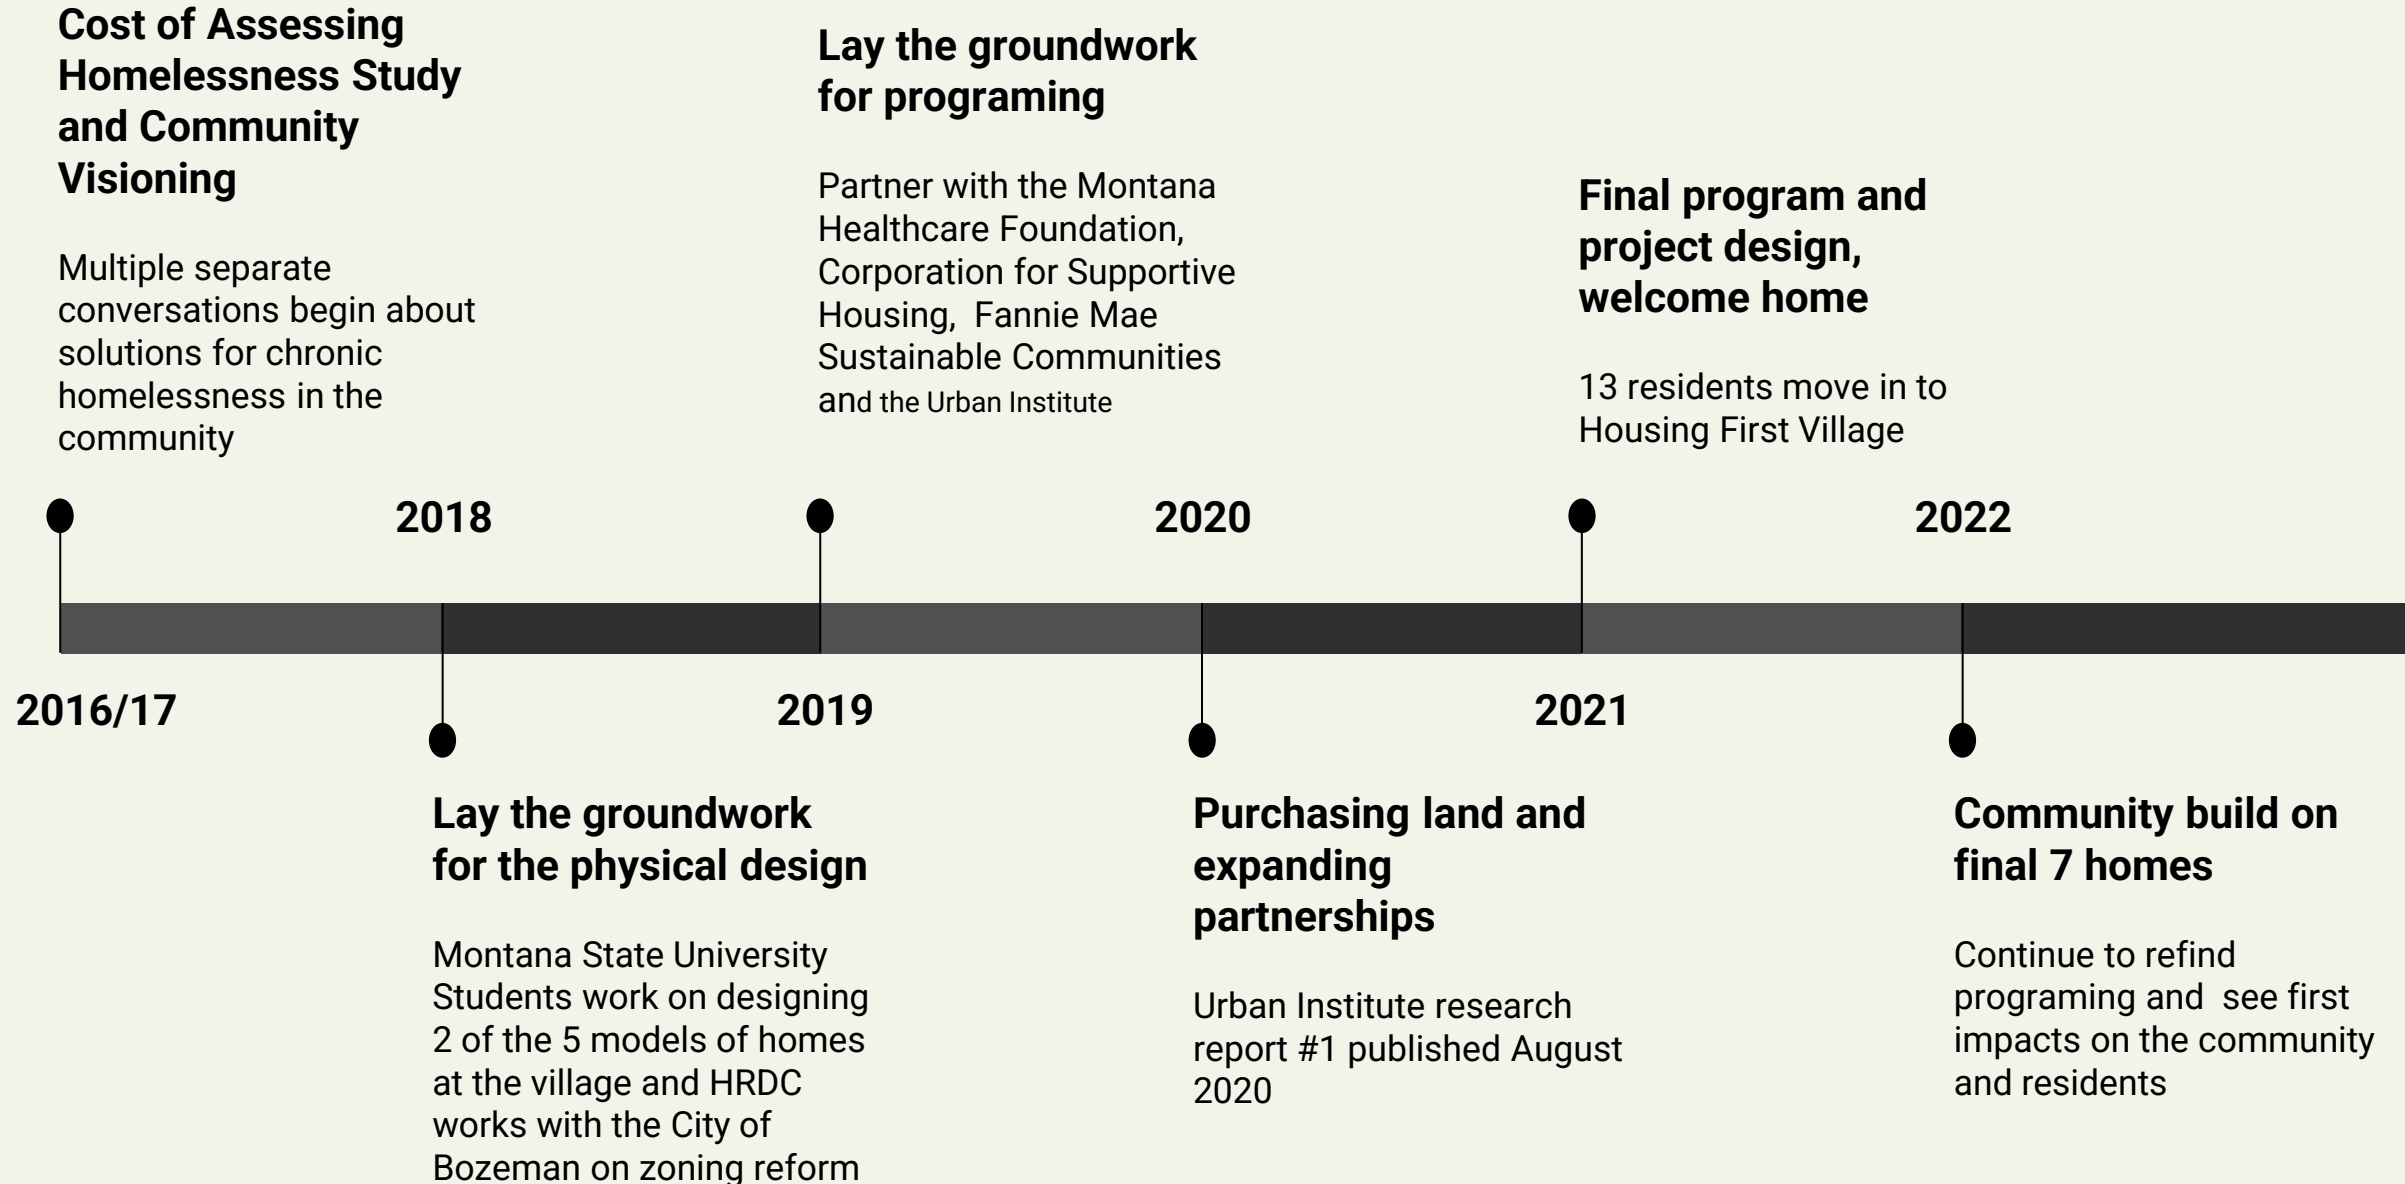 Cost of Assessing
Homelessness Study
and Community
Visioning
Multiple separate
conversations begin about
solutions for chronic
homelessness in the
community
2016/17
2018
Lay the groundwork
for the physical design
Montana State University
Students work on designing
2 of the 5 models of homes
at the village and HRDC
works with the City of
Bozeman on zoning reform
Lay the groundwork
for programing
Partner with the Montana
Healthcare Foundation,
Corporation for Supportive
Housing,  Fannie Mae
Sustainable Communities
and the Urban Institute
2019
2020
Purchasing land and
expanding
partnerships
Urban Institute research
report #1 published August
2020
Final program and
project design,
welcome home
13 residents move in to
Housing First Village
2021
2022
Community build on
final 7 homes
Continue to refind
programing and  see first
impacts on the community
and residents